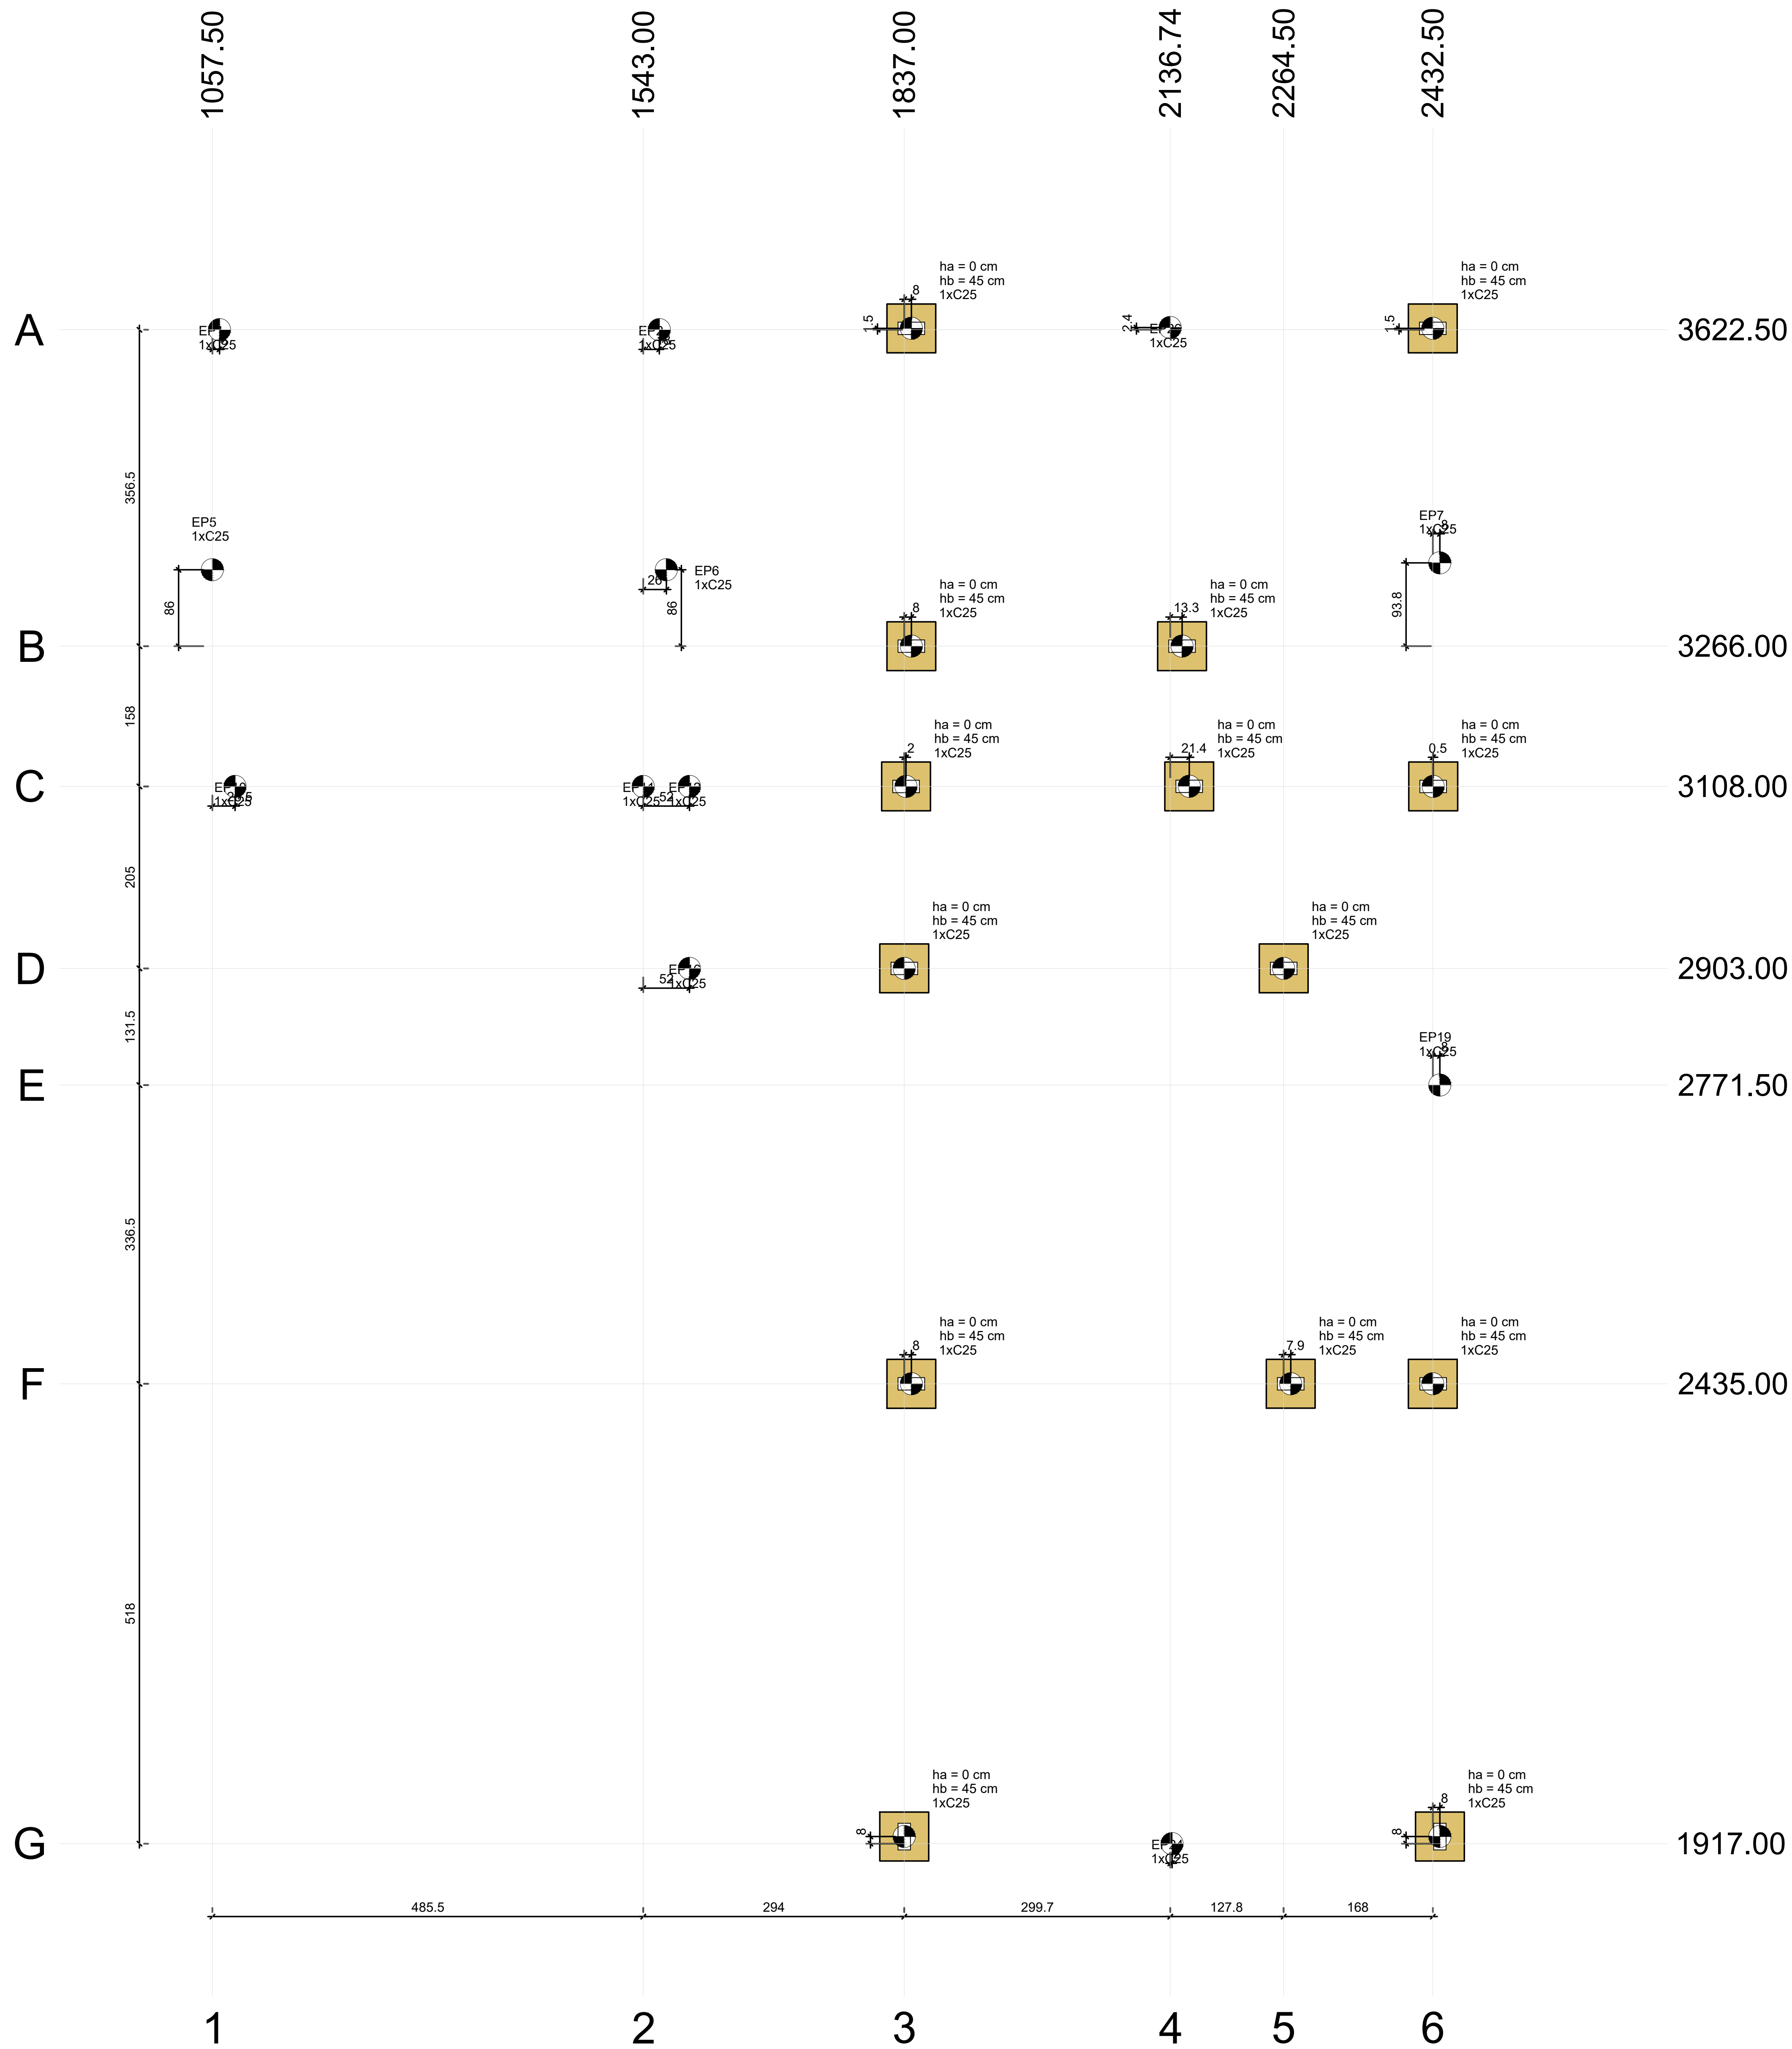 1057.50
1543.00
1837.00
2136.74
2264.50
2432.50
ha = 0 cm
hb = 45 cm
1xC25
8
1.5
ha = 0 cm
hb = 45 cm
1xC25
1.5
A
1xC25
1xC25
2.4
1xC25
3622.50
356.5
EP5
1xC25
86
EP6
1xC25
26
86
EP7
1xC25
8
93.8
ha = 0 cm
hb = 45 cm
1xC25
8
ha = 0 cm
hb = 45 cm
1xC25
13.3
B
3266.00
158
ha = 0 cm
hb = 45 cm
1xC25
2
ha = 0 cm
hb = 45 cm
1xC25
21.4
ha = 0 cm
hb = 45 cm
1xC25
0.5
C
1xC25
1xC25
52
1xC25
3108.00
205
ha = 0 cm
hb = 45 cm
1xC25
ha = 0 cm
hb = 45 cm
1xC25
D
52
1xC25
2903.00
131.5
EP19
1xC25
8
E
2771.50
336.5
ha = 0 cm
hb = 45 cm
1xC25
8
ha = 0 cm
hb = 45 cm
1xC25
7.9
ha = 0 cm
hb = 45 cm
1xC25
F
2435.00
518
ha = 0 cm
hb = 45 cm
1xC25
8
ha = 0 cm
hb = 45 cm
1xC25
8
8
G
1xC25
1917.00
485.5
294
299.7
127.8
168
1
2
3
4
5
6